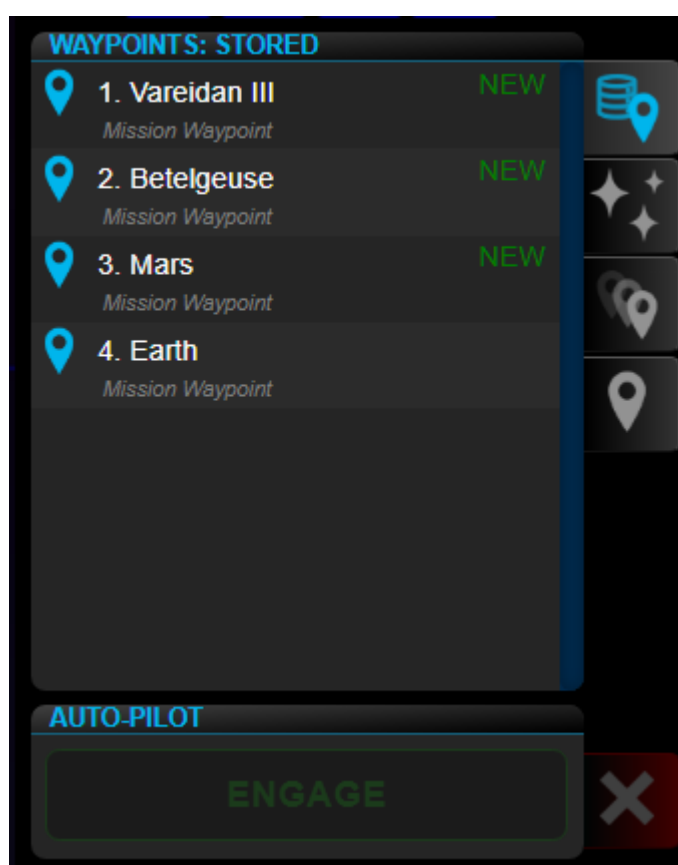 WAYPOINTS: STORED
1. Vareidan III NEW
Mission Waypoint
2. Betelgeuse NEW
Mission Waypoint
3. Mars NEW
Mission Waypoint
4. Earth
Mission Waypoint
AUTO-PILOT
ENGAGE